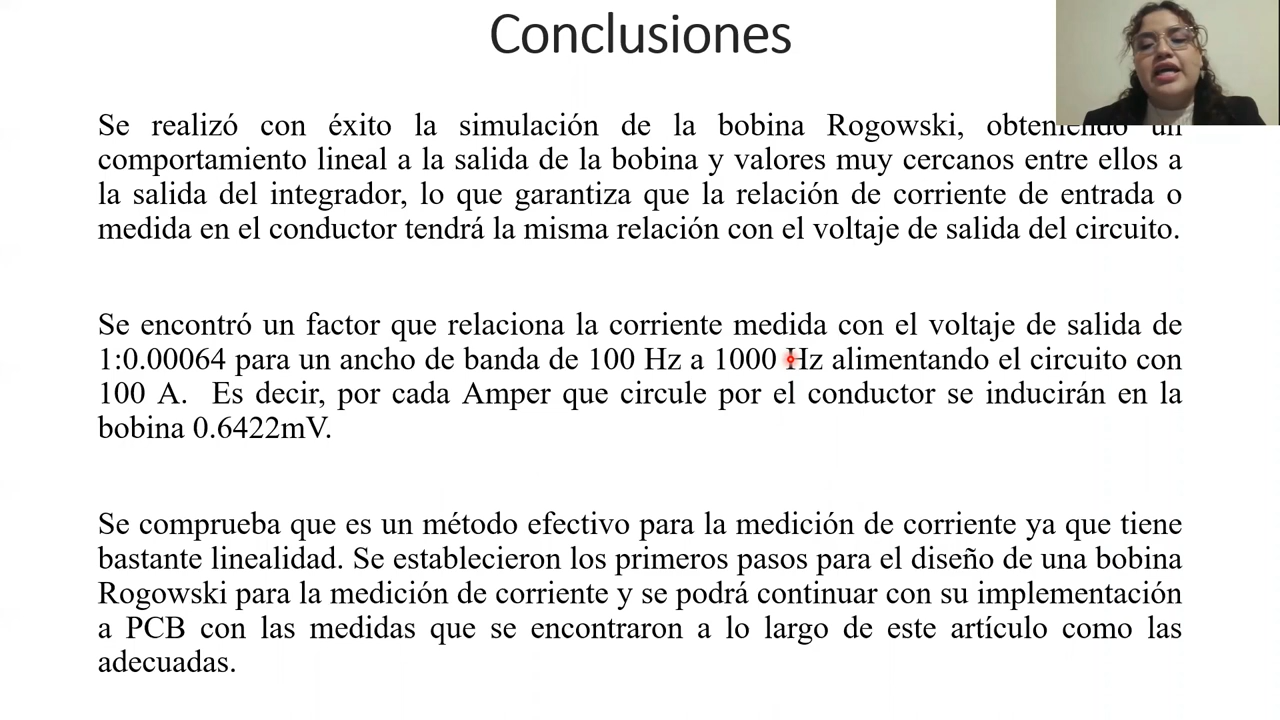 Conclusiones
Se realizó con éxito la simulación de la bobina Rogowski, obteniendo un
comportamiento lineal a la salida de la bobina y valores muy cercanos entre ellos a
la salida del integrador, lo que garantiza que la relación de corriente de entrada o
medida en el conductor tendrá la misma relación con el voltaje de salida del circuito.
Se encontró un factor que relaciona la corriente medida con el voltaje de salida de
1:0.00064 para un ancho de banda de 100 Hz a 1000 Hz alimentando el circuito con
100 A. Es decir, por cada Amper que circule por el conductor se inducirán en la
bobina 0.6422mV.
Se comprueba que es un método efectivo para la medición de corriente ya que tiene
bastante linealidad. Se establecieron los primeros pasos para el diseño de una bobina
Rogowski para la medición de corriente y se podrá continuar con su implementación
a PCB con las medidas que se encontraron a lo largo de este artículo como las
adecuadas.